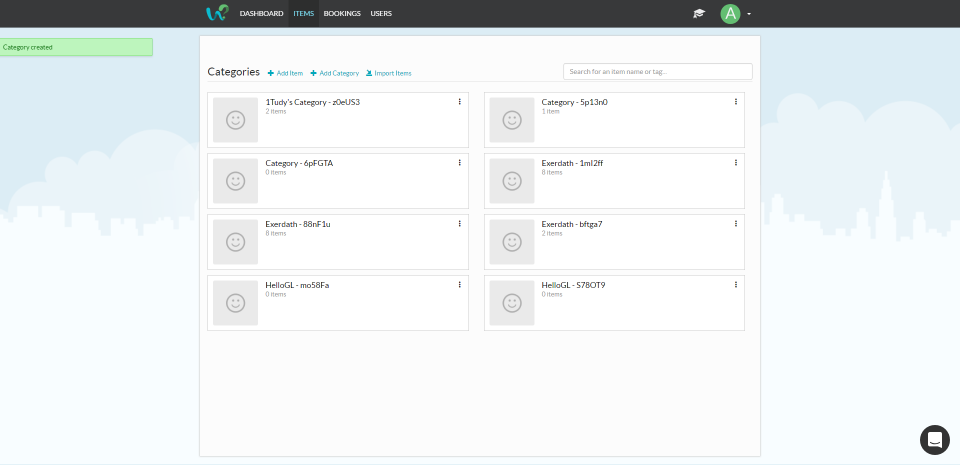 DASHBOARD ITEMS BOOKINGS USERS A
Category created
Categories Add Item Add Category Import Items Search for an item name or tag...
1Tudy's Category - z0eUS3
2 items
Category - 5p13n0
1 item
Category - 6pFGTA
0 items
Exerdath - 1mI2ff
8 items
Exerdath - 88nF1u
8 items
Exerdath - bftga7
2 items
HelloGL - mo58Fa
0 items
HelloGL - S78OT9
0 items